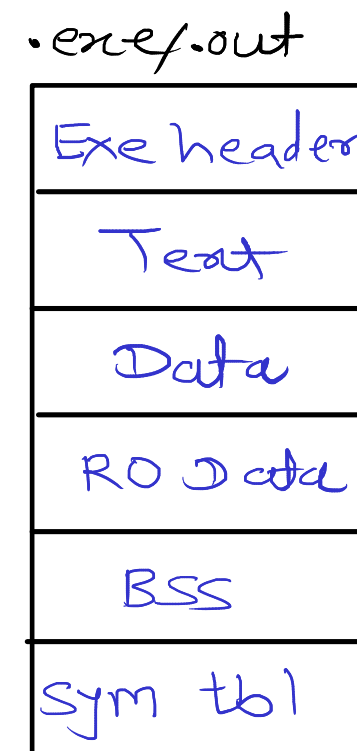 .exe/.out
Exe header
Text
Data
RO Data
BSS
Sym tbl